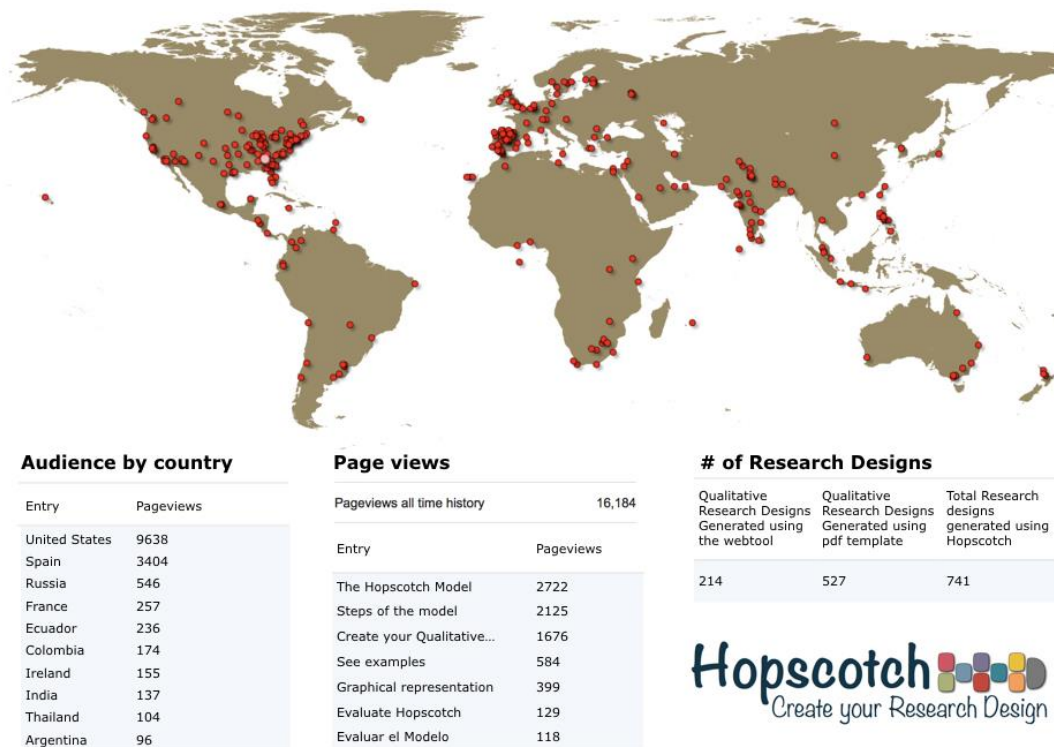 Audience by country
Entry Pageviews
United States 9638
Spain 3404
Russia 546
France 257
Ecuador 236
Colombia 174
Ireland 155
India 137
Thailand 104
Argentina 96
Page views
Pageviews all time history 16,184
Entry Pageviews
The Hopscotch Model 2722
Steps of the model 2125
Create your Qualitative... 1676
See examples 584
Graphical representation 399
Evaluate Hopscotch 129
Evaluar el Modelo 118
# of Research Designs
Qualitative Research Designs Generated using the webtool
Qualitative Research Designs Generated using pdf template
Total Research designs generated using Hopscotch
214 527 741
Hopscotch
Create your Research Design